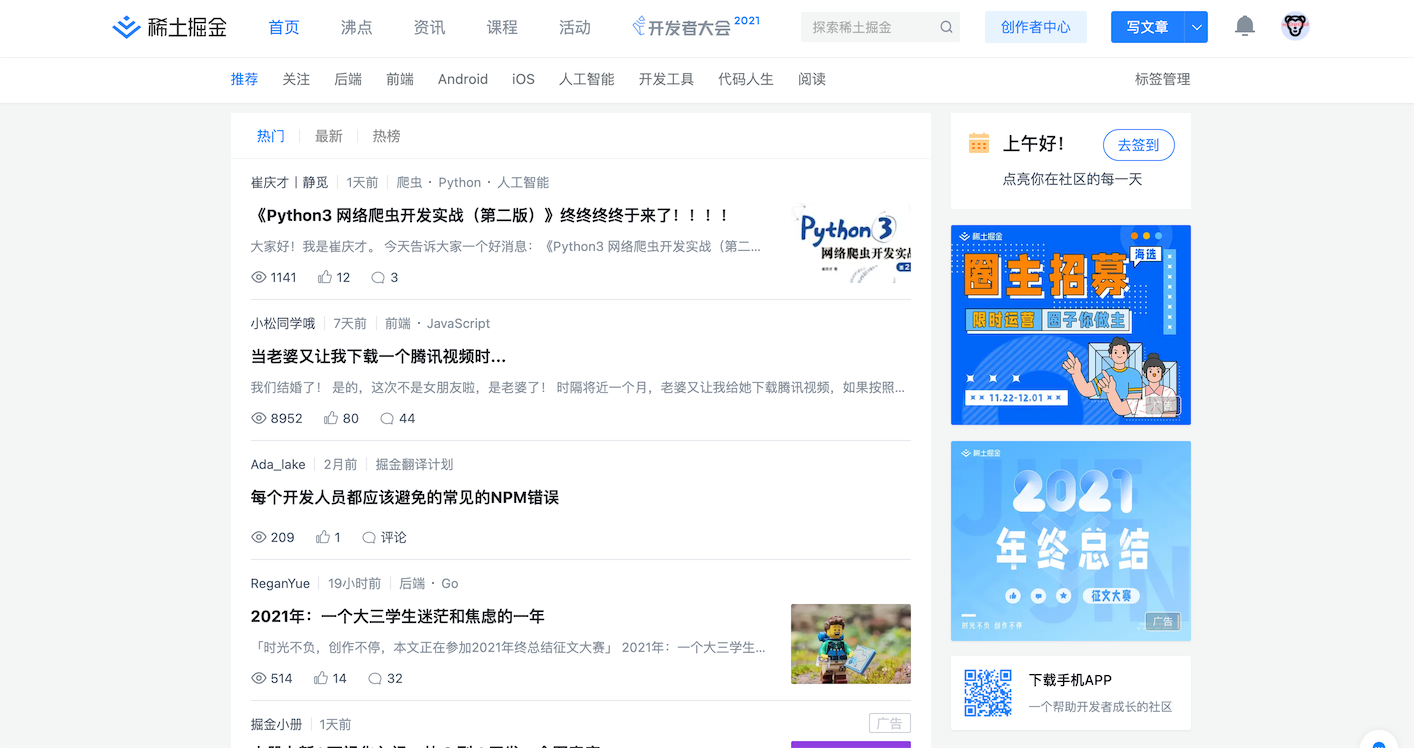 稀土掘金
首页
沸点
资讯
课程
活动
开发者大会 2021
探索稀土掘金
创作者中心
写文章
推荐
关注
后端
前端
Android
iOS
人工智能
开发工具
代码人生
阅读
标签管理
热门
最新
热榜
崔庆才丨静觅 1天前 爬虫 · Python · 人工智能
《Python3 网络爬虫开发实战（第二版）》终终终终于来了！！！！
大家好！我是崔庆才。 今天告诉大家一个好消息：《Python3 网络爬虫开发实战（第二...
1141 12 3
Python 3
网络爬虫开发实战
小松同学哦 7天前 前端 · JavaScript
当老婆又让我下载一个腾讯视频时...
我们结婚了！ 是的，这次不是女朋友啦，是老婆了！ 时隔将近一个月，老婆又让我给她下载腾讯视频，如果按照...
8952 80 44
Ada_lake 2月前 掘金翻译计划
每个开发人员都应该避免的常见的NPM错误
209 1 评论
ReganYue 19小时前 后端 · Go
2021年：一个大三学生迷茫和焦虑的一年
「时光不负，创作不停，本文正在参加2021年终总结征文大赛」 2021年：一个大三学生...
514 14 32
掘金小册 1天前
广告
上午好！
去签到
点亮你在社区的每一天
稀土掘金
海选
圈主招募
限时运营 圈子你做主
11.22-12.01
广告
稀土掘金
JUEJIN
2021
年终总结
征文大赛
时光不负 创作不停
广告
下载手机APP
一个帮助开发者成长的社区